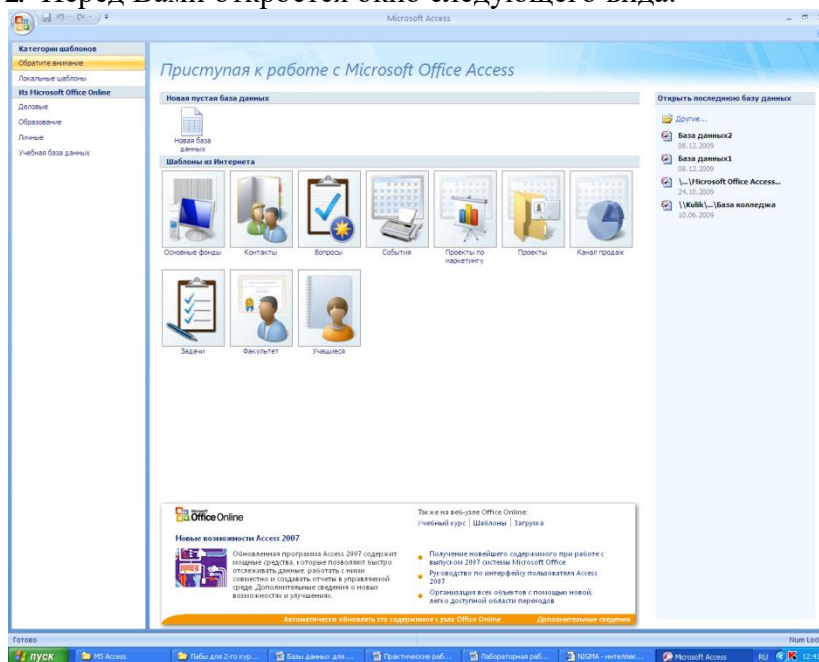 2. Перед Вами откроется окно следующего вида:
Microsoft Access
Категории шаблонов
Обратите внимание
Локальные шаблоны
Из Microsoft Office Online
Деловые
Образование
Личные
Учебная база данных
Приступая к работе с Microsoft Office Access
Новая пустая база данных
Новая база
данных
Шаблоны из Интернета
Основные фонды
Контакты
Вопросы
События
Проекты по
маркетингу
Проекты
Канал продаж
Задачи
Факультет
Учащиеся
Открыть последнюю базу данных
Другие...
База данных2
08.12.2009
База данных1
08.12.2009
\...\Microsoft Office Access...
24.10.2009
\\Kulik\...\База колледжа
10.06.2009
Microsoft
Office Online
Новые возможности Access 2007
Обновленная программа Access 2007 содержит
мощные средства, которые позволяют быстро
отслеживать данные, работать с ними
совместно и создавать отчеты в управляемой
среде. Дополнительные сведения о новых
возможностях и улучшениях.
Также на веб-узле Office Online:
Учебный курс | Шаблоны | Загрузка
Получение новейшего содержимого при работе с
выпуском 2007 системы Microsoft Office
Руководство по интерфейсу пользователя Access
2007
Организация всех объектов с помощью новой,
легко доступной области переходов
Автоматически обновлять это содержимое с узла Office Online
Дополнительные сведения
Готово
Num Lock
пуск
MS Access
Лабы для 2-го кур...
Базы данных для ...
Практические раб...
Лабораторная раб...
NIGMA - интеллек...
Microsoft Access
RU
12:41